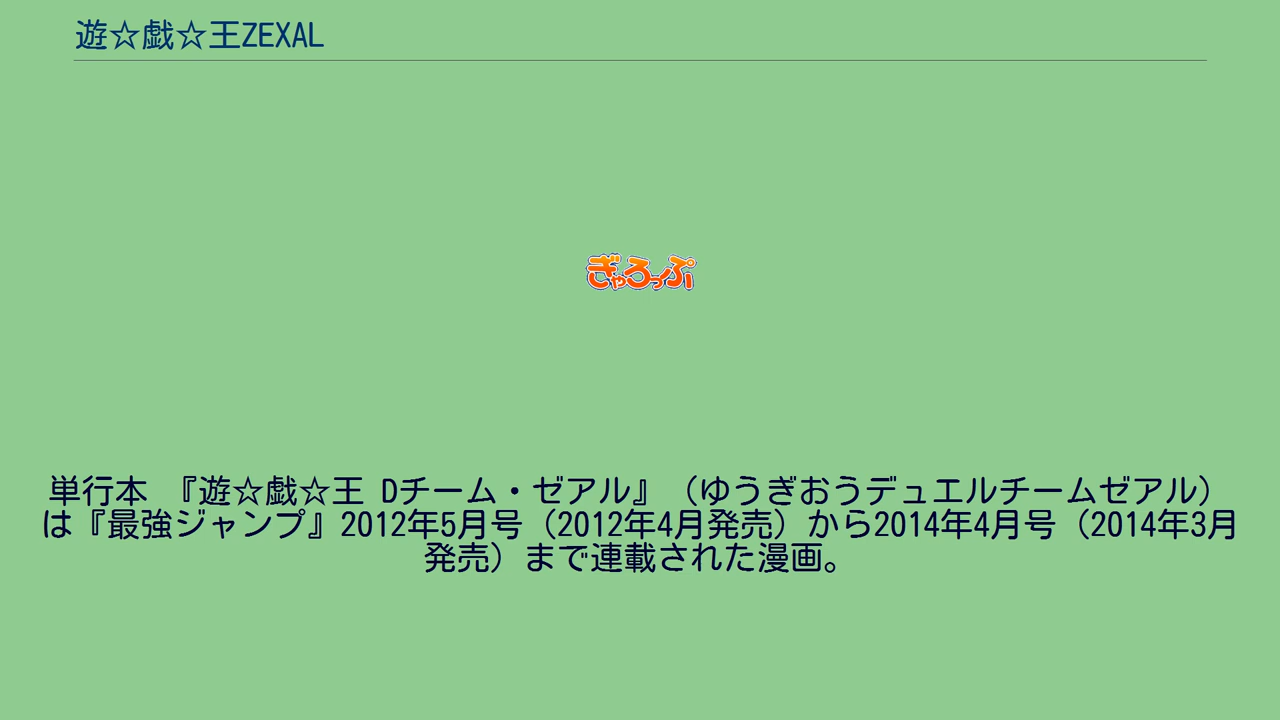 遊☆戯☆王ZEXAL
ぎゃろっぷ
単行本 『遊☆戯☆王 Dチーム・ゼアル』（ゆうぎおうデュエルチームゼアル）
は『最強ジャンプ』2012年5月号（2012年4月発売）から2014年4月号（2014年3月
発売）まで連載された漫画。